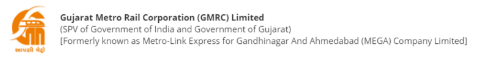 Gujarat Metro Rail Corporation (GMRC) Limited
(SPV of Government of India and Government of Gujarat)
[Formerly known as Metro-Link Express for Gandhinagar And Ahmedabad (MEGA) Company Limited]
આપણી મેટ્રો